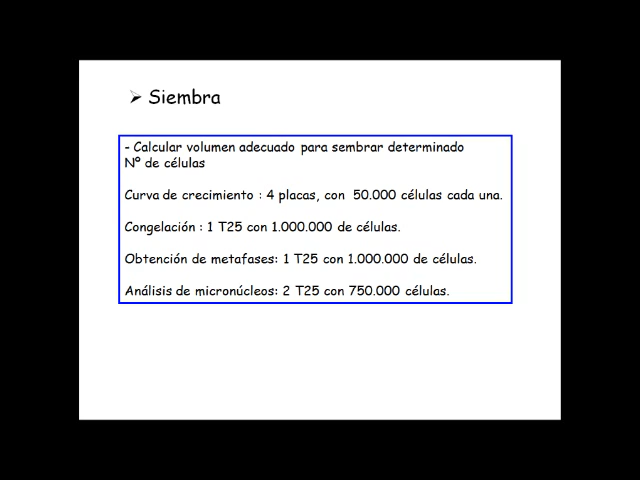 ➢ Siembra
- Calcular volumen adecuado para sembrar determinado
Nº de células
Curva de crecimiento : 4 placas, con 50.000 células cada una.
Congelación : 1 T25 con 1.000.000 de células.
Obtención de metafases: 1 T25 con 1.000.000 de células.
Análisis de micronúcleos: 2 T25 con 750.000 células.